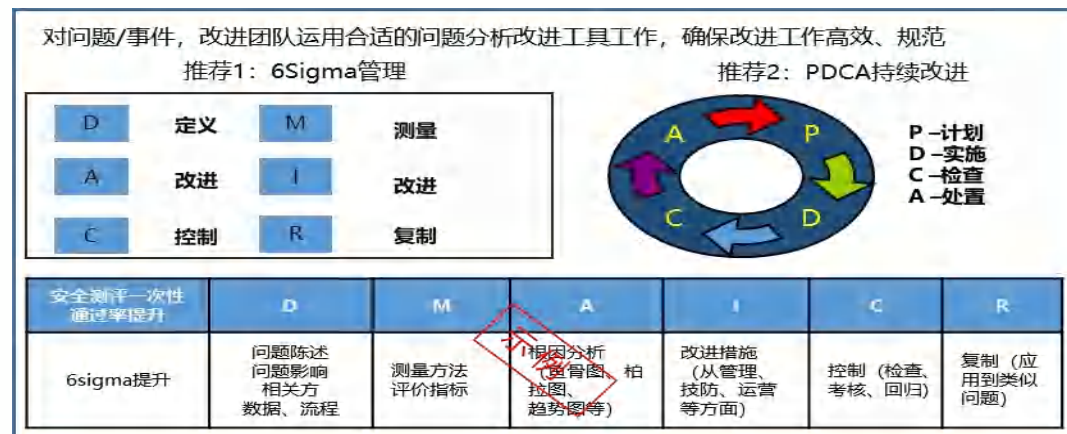 对问题/事件，改进团队运用合适的问题分析改进工具工作，确保改进工作高效、规范
推荐1：6Sigma管理
推荐2：PDCA持续改进
D 定义 M 测量
A 改进 I 改进
C 控制 R 复制
A P
C D
P –计划
D –实施
C –检查
A –处置
安全测评一次性
通过率提升
D
M
A
I
C
R
6sigma提升
问题陈述
问题影响
相关方
数据、流程
测量方法
评价指标
根因分析
（鱼骨图、柏
拉图、
趋势图等）
改进措施
（从管理、
技防、运营
等方面）
控制（检查、
考核、回归）
复制（应
用到类似
问题）
示例